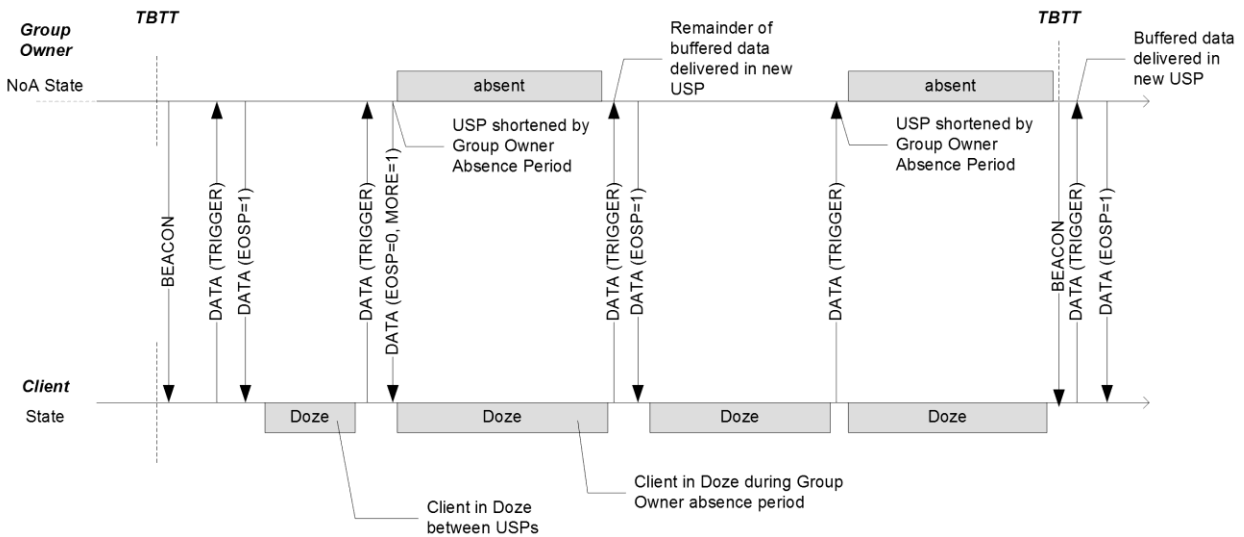 TBTT
TBTT
Group
Owner
NoA State
absent
Remainder of
buffered data
delivered in new
USP
absent
Buffered data
delivered in
new USP
USP shortened by
Group Owner
Absence Period
USP shortened by
Group Owner
Absence Period
BEACON
DATA (TRIGGER)
DATA (EOSP=1)
DATA (TRIGGER)
DATA (EOSP=0, MORE=1)
DATA (TRIGGER)
DATA (EOSP=1)
DATA (TRIGGER)
BEACON
DATA (TRIGGER)
DATA (EOSP=1)
Client
State
Doze
Doze
Doze
Doze
Client in Doze
between USPs
Client in Doze during Group
Owner absence period